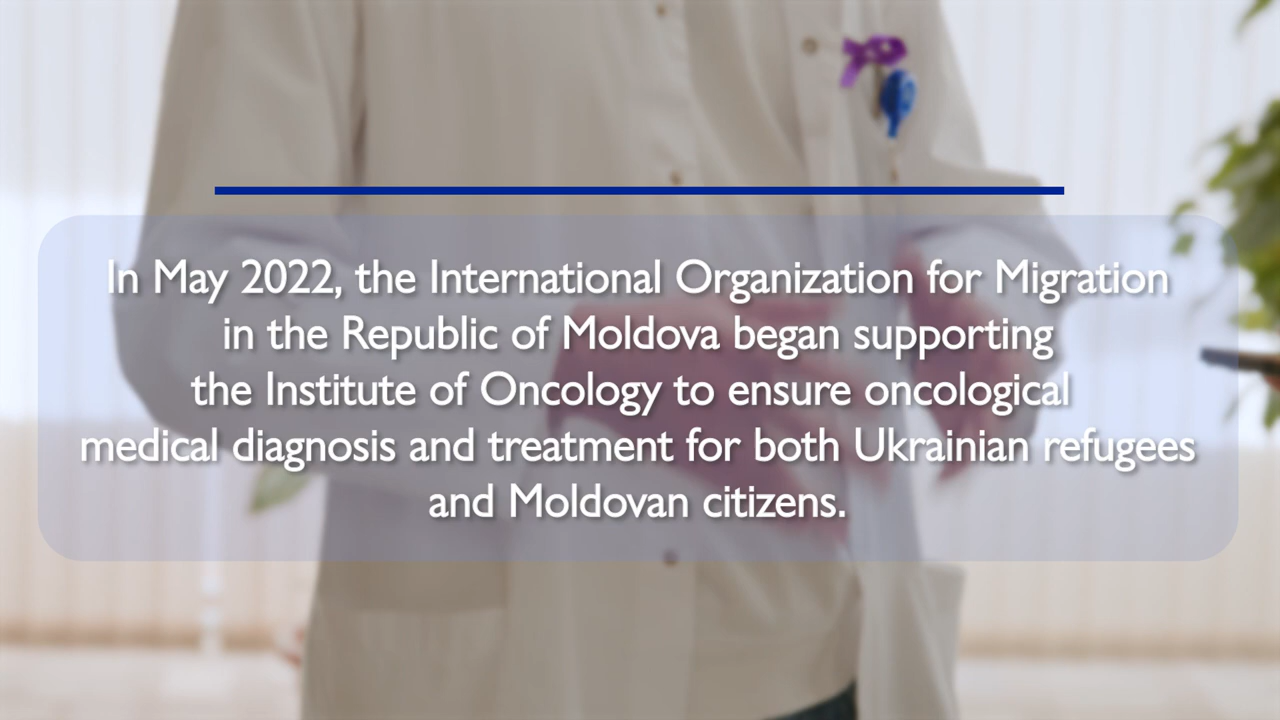 In May 2022, the International Organization for Migration
in the Republic of Moldova began supporting
the Institute of Oncology to ensure oncological
medical diagnosis and treatment for both Ukrainian refugees
and Moldovan citizens.